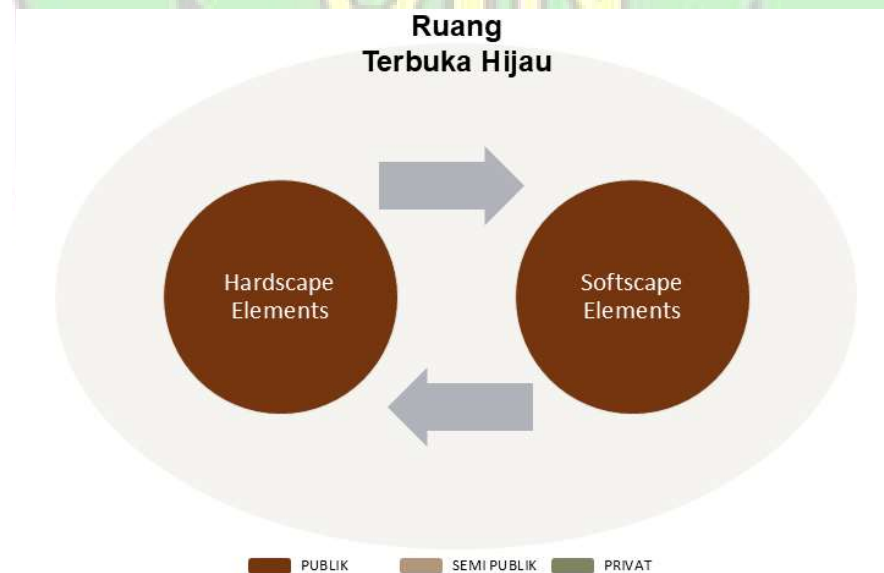 Ruang
Terbuka Hijau
Hardscape
Elements
Softscape
Elements
PUBLIK
SEMI PUBLIK
PRIVAT